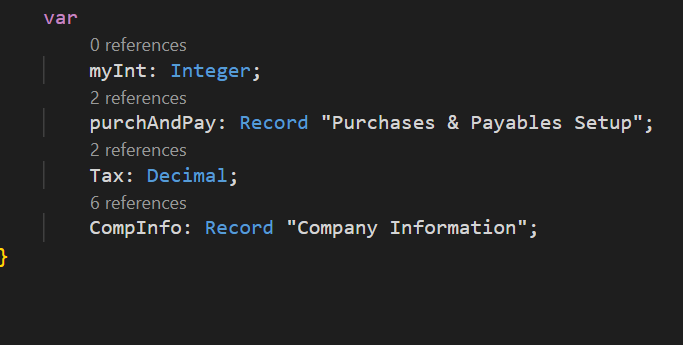 var
0 references
myInt: Integer;
2 references
purchAndPay: Record "Purchases & Payables Setup";
2 references
Tax: Decimal;
6 references
CompInfo: Record "Company Information";
}